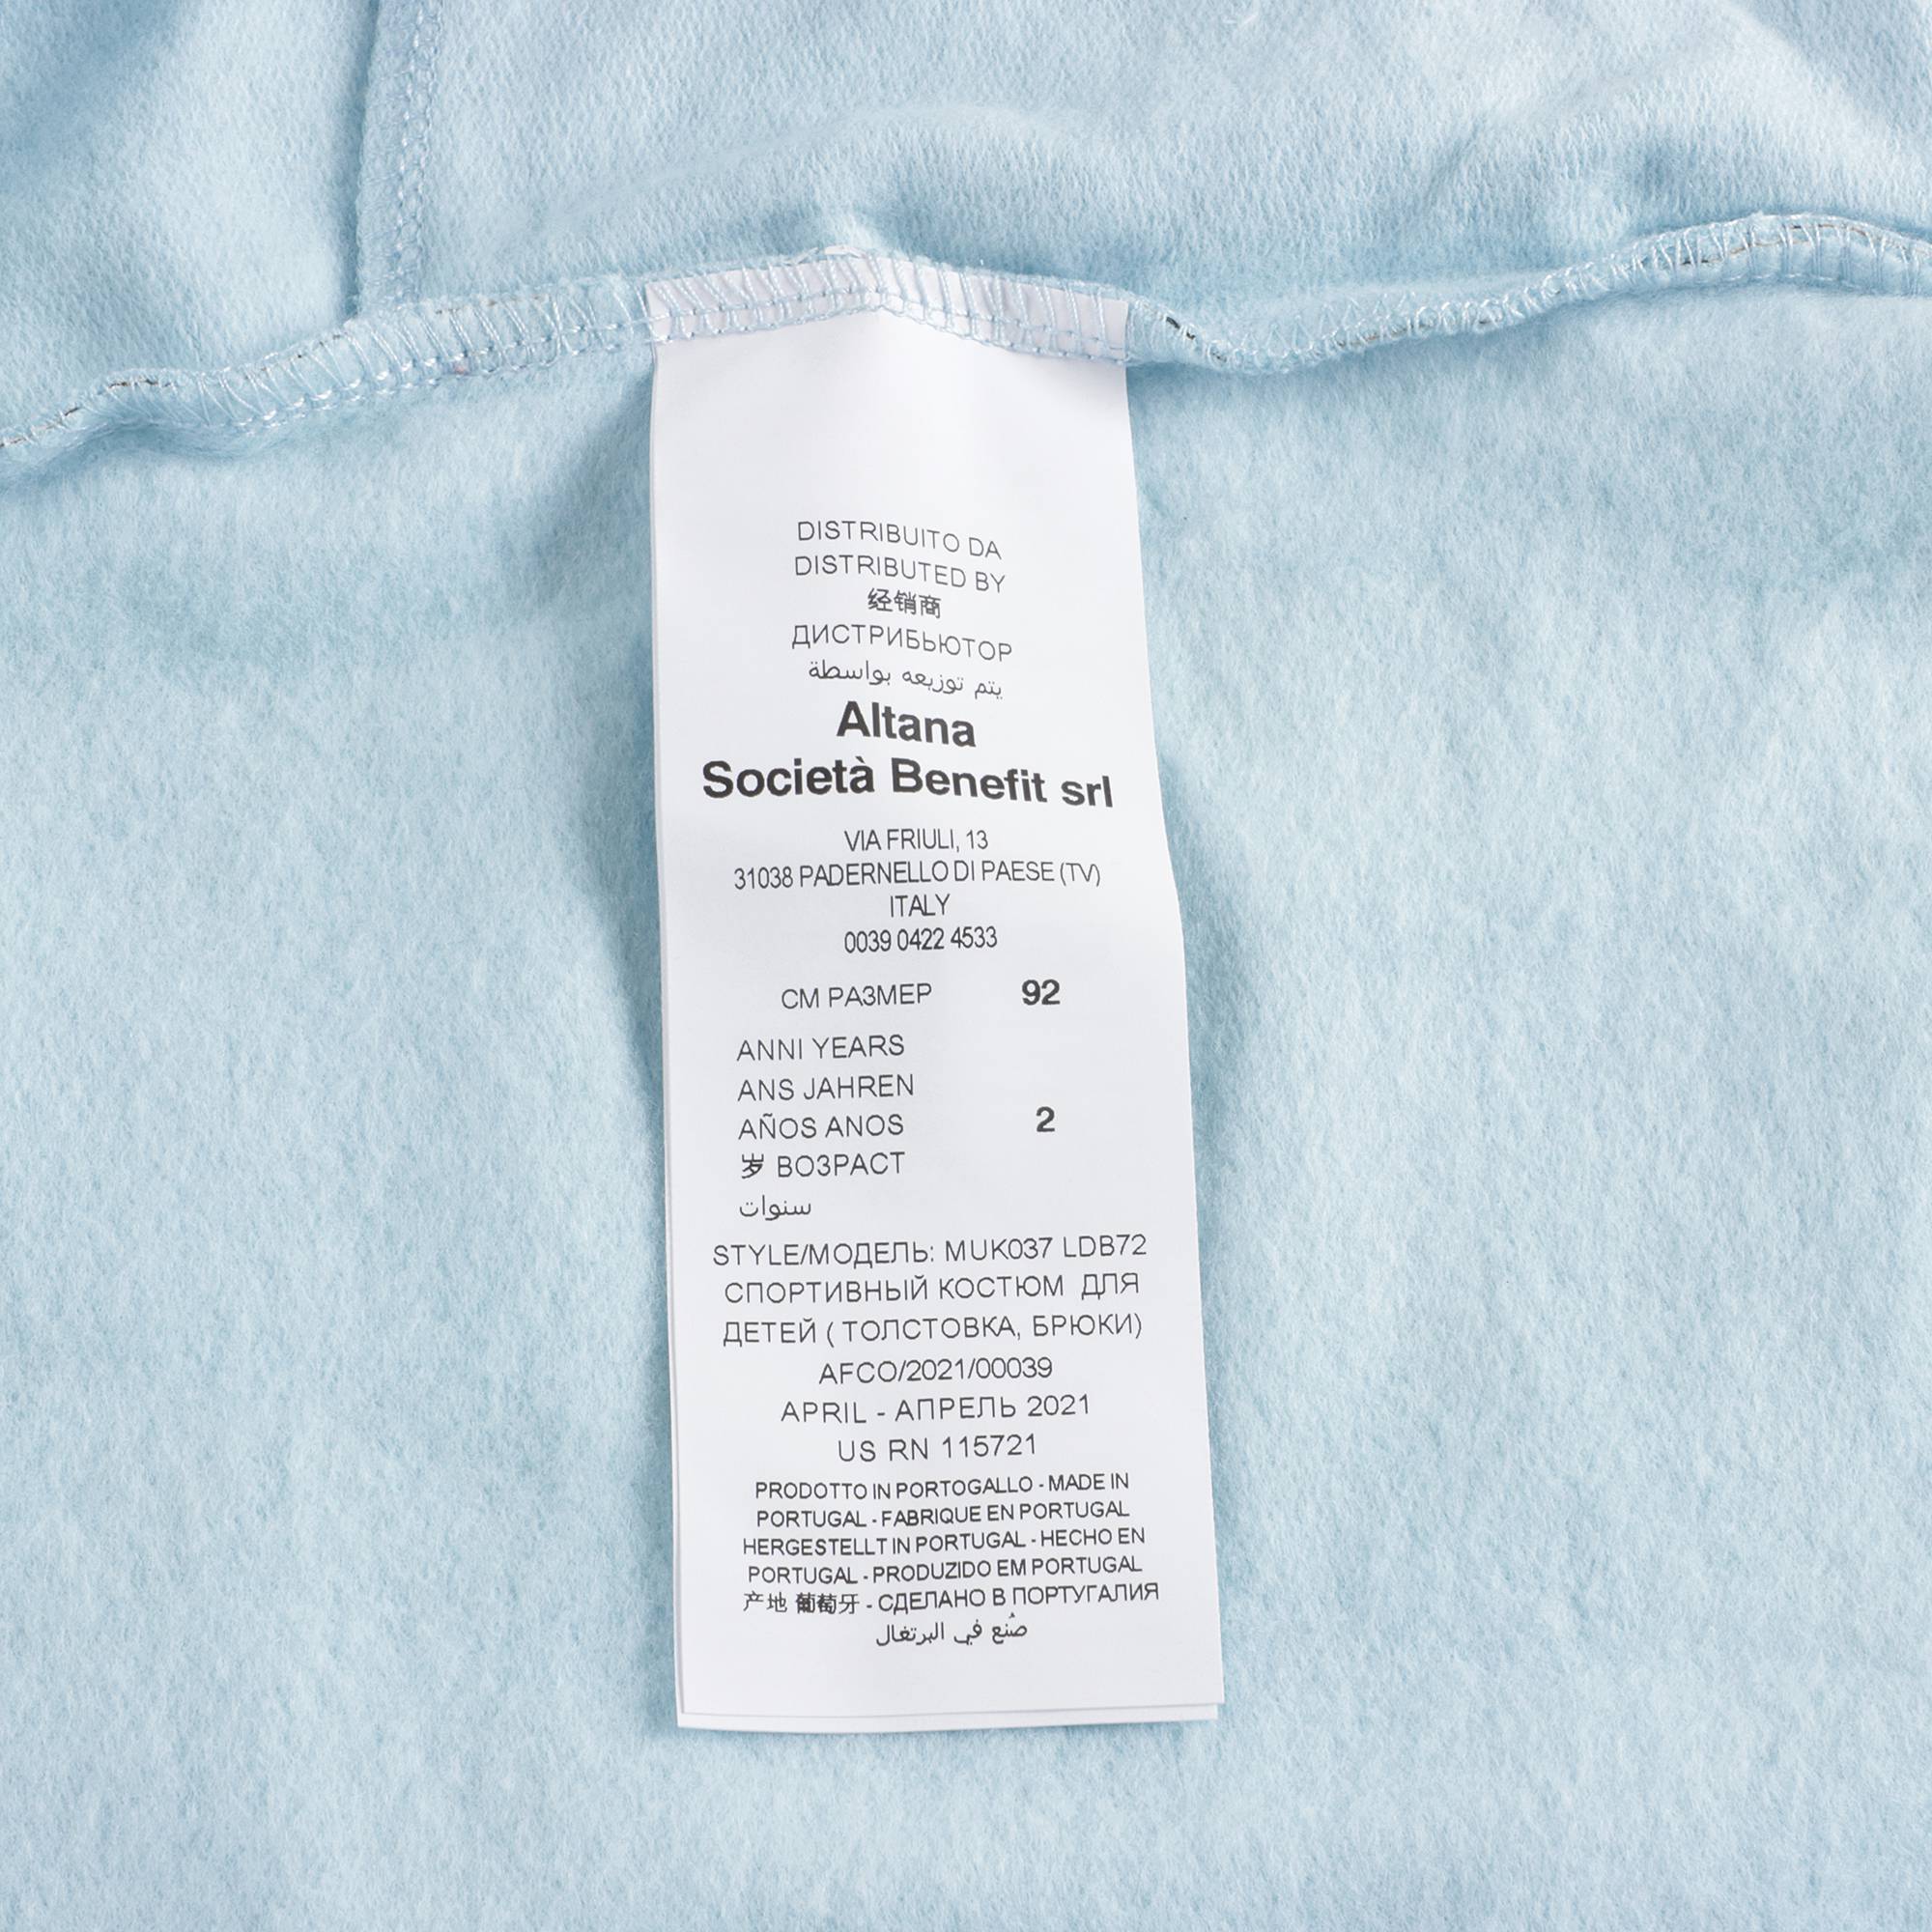 DISTRIBUITO DA
DISTRIBUTED BY
经销商
ДИСТРИБЬЮТОР
يتم توزيعه بواسطة
Altana
Società Benefit srl
VIA FRIULI, 13
31038 PADERNELLO DI PAESE (TV)
ITALY
0039 0422 4533
СМ РАЗМЕР 92
ANNI YEARS
ANS JAHREN
AÑOS ANOS 2
岁 ВОЗРАСТ
سنوات
STYLE/МОДЕЛЬ: MUK037 LDB72
СПОРТИВНЫЙ КОСТЮМ ДЛЯ
ДЕТЕЙ ( ТОЛСТОВКА, БРЮКИ)
AFCO/2021/00039
APRIL - АПРЕЛЬ 2021
US RN 115721
PRODOTTO IN PORTOGALLO - MADE IN
PORTUGAL - FABRIQUE EN PORTUGAL
HERGESTELLT IN PORTUGAL - HECHO EN
PORTUGAL - PRODUZIDO EM PORTUGAL
产地 葡萄牙 - СДЕЛАНО В ПОРТУГАЛИЯ
صُنع في البرتغال